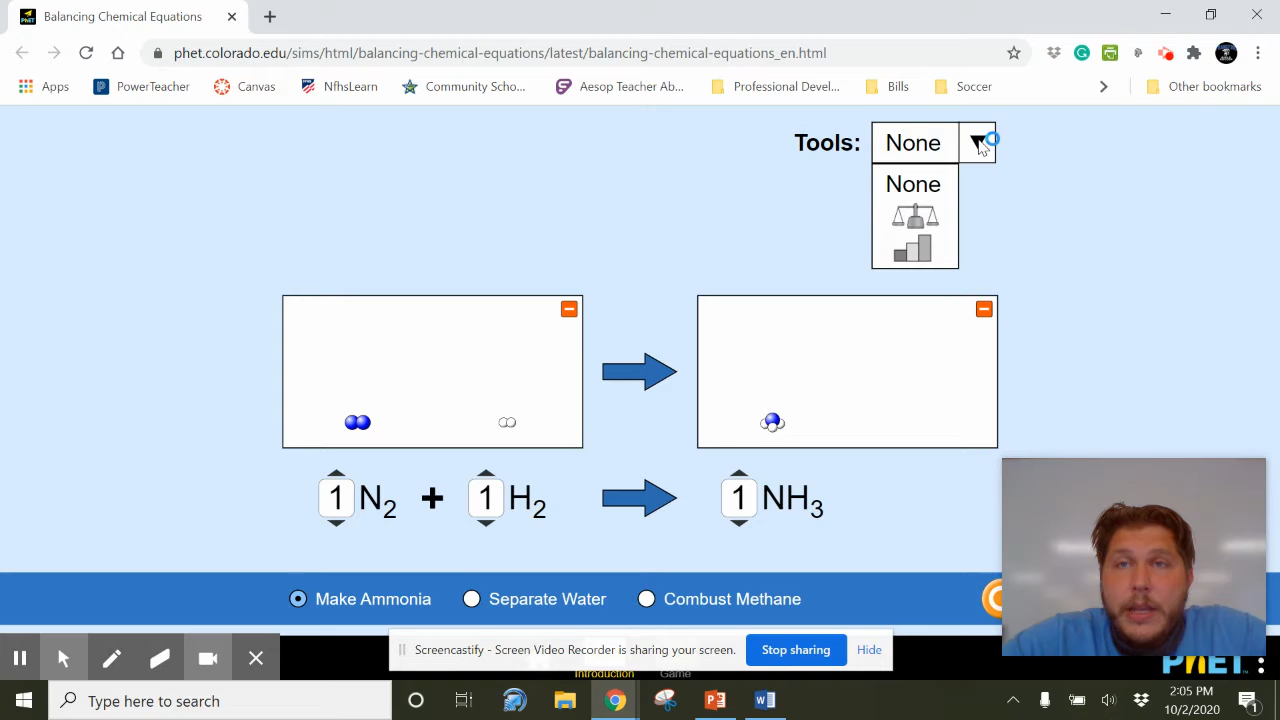 Balancing Chemical Equations
phet.colorado.edu/sims/html/balancing-chemical-equations/latest/balancing-chemical-equations_en.html
Apps
PowerTeacher
Canvas
NfhsLearn
Community Scho...
Aesop Teacher Ab...
Professional Devel...
Bills
Soccer
Other bookmarks
Tools: None
None
1 N2 + 1 H2 1 NH3
Make Ammonia Separate Water Combust Methane
Screencastify - Screen Video Recorder is sharing your screen. Stop sharing Hide
Introduction Game
PhET
Type here to search
2:05 PM
10/2/2020
1